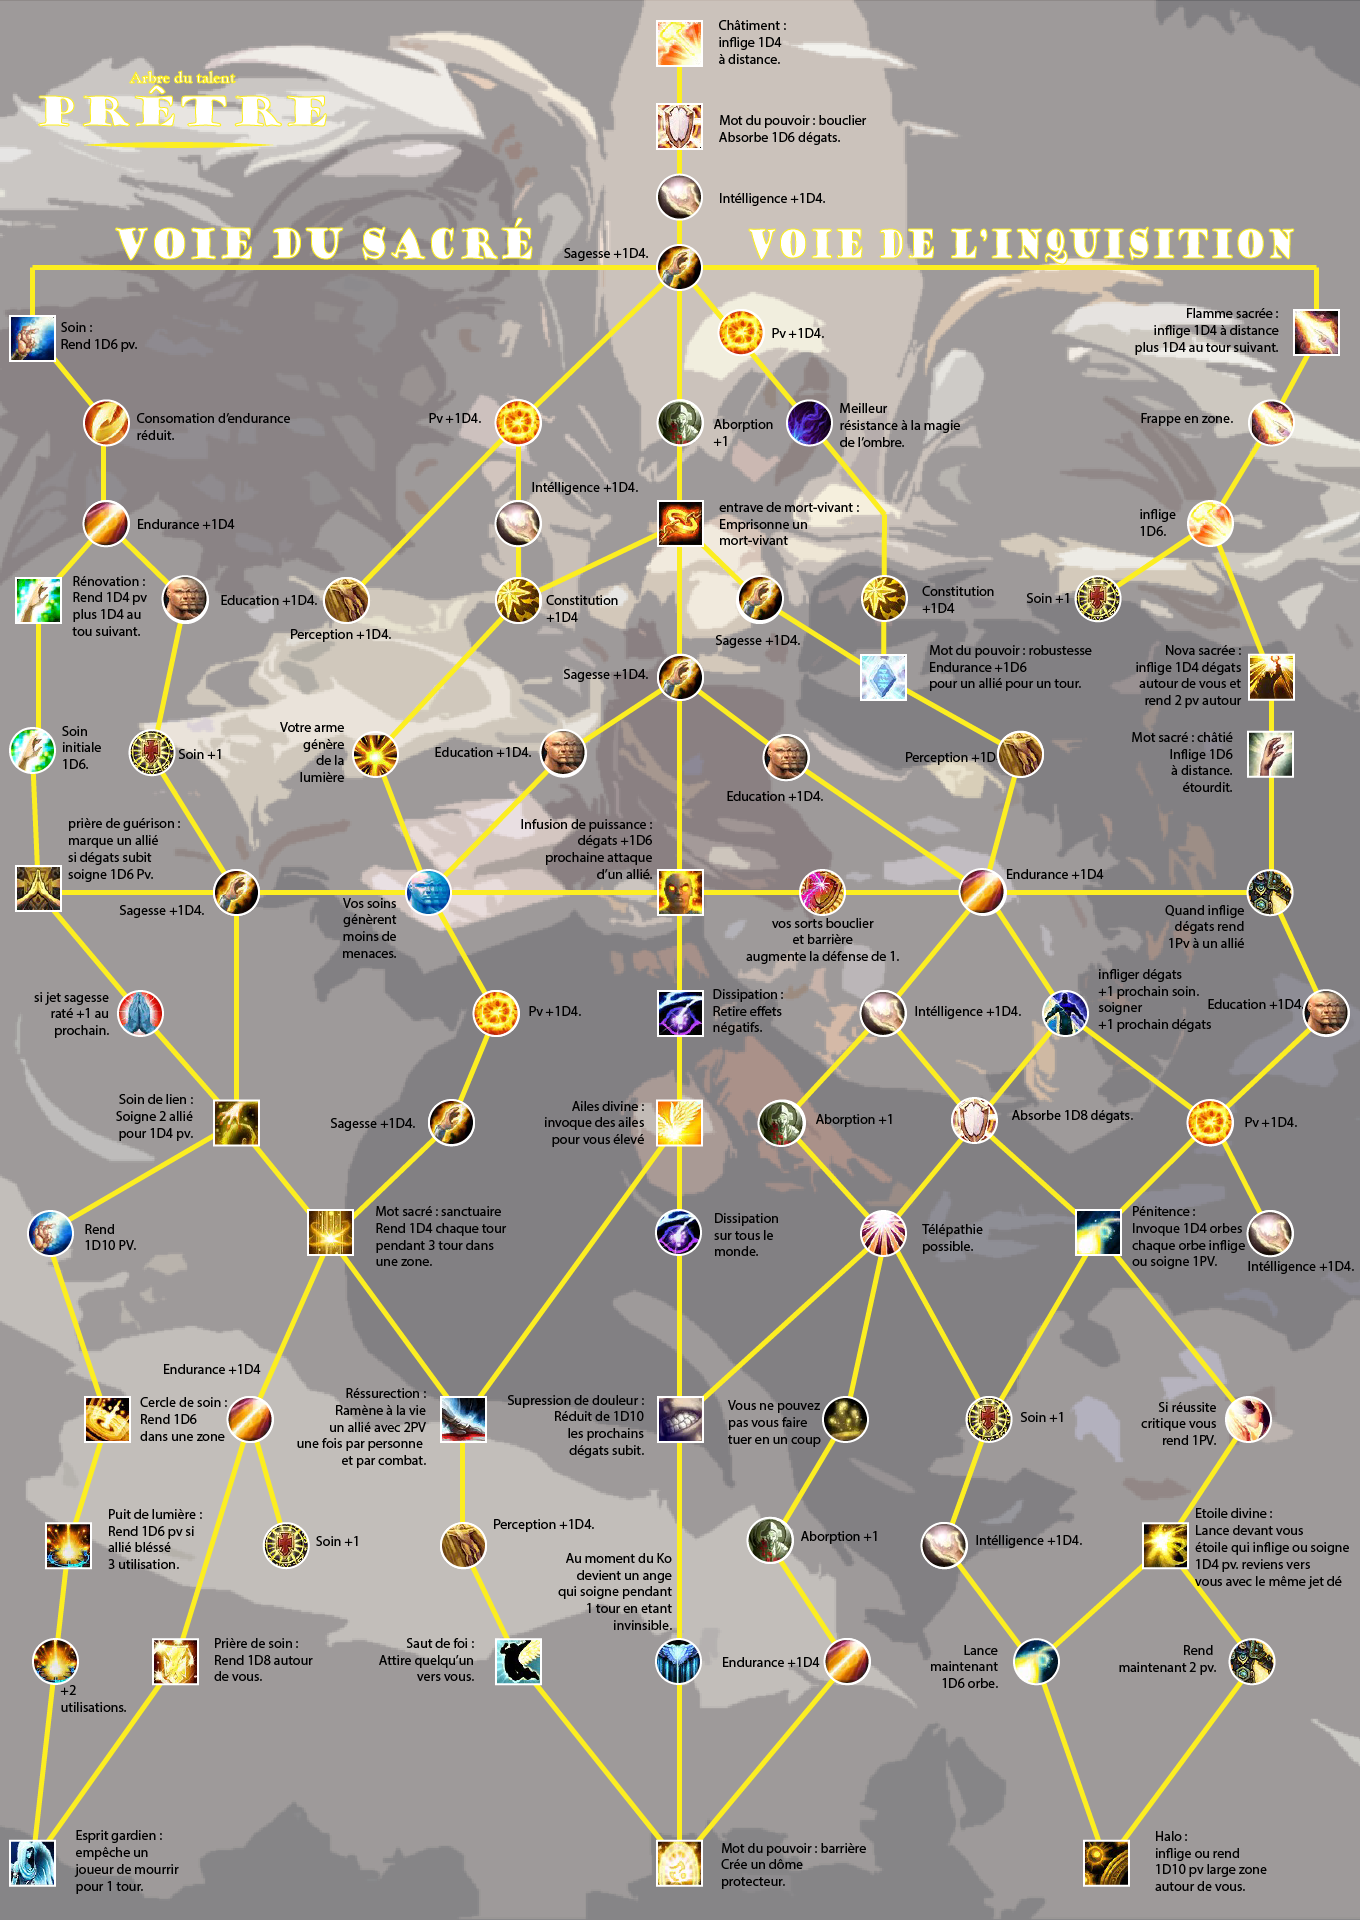 Arbre du talent
PRÊTRE
Châtiment :
inflige 1D4
à distance.
Mot du pouvoir : bouclier
Absorbe 1D6 dégats.
Intélligence +1D4.
VOIE DU SACRÉ
Sagesse +1D4.
VOIE DE L'INQUISITION
Soin :
Rend 1D6 pv.
Pv +1D4.
Flamme sacrée :
inflige 1D4 à distance
plus 1D4 au tour suivant.
Consomation d'endurance
réduit.
Pv +1D4.
Aborption
+1
Meilleur
résistance à la magie
de l'ombre.
Frappe en zone.
Endurance +1D4
Intélligence +1D4.
entrave de mort-vivant :
Emprisonne un
mort-vivant
inflige
1D6.
Rénovation :
Rend 1D4 pv
plus 1D4 au
tou suivant.
Education +1D4.
Perception +1D4.
Constitution
+1D4
Sagesse +1D4.
Constitution
+1D4
Soin +1
Sagesse +1D4.
Mot du pouvoir : robustesse
Endurance +1D6
pour un allié pour un tour.
Nova sacrée :
inflige 1D4 dégats
autour de vous et
rend 2 pv autour
Soin
initiale
1D6.
Soin +1
Votre arme
génère
de la
lumière
Education +1D4.
Education +1D4.
Perception +1D
Mot sacré : châtié
Inflige 1D6
à distance.
étourdit.
prière de guérison :
marque un allié
si dégats subit
soigne 1D6 Pv.
Sagesse +1D4.
Vos soins
génèrent
moins de
menaces.
Infusion de puissance :
dégats +1D6
prochaine attaque
d'un allié.
vos sorts bouclier
et barrière
augmente la défense de 1.
Endurance +1D4
Quand inflige
dégats rend
1Pv à un allié
si jet sagesse
raté +1 au
prochain.
Pv +1D4.
Dissipation :
Retire effets
négatifs.
Intélligence +1D4.
infliger dégats
+1 prochain soin.
soigner
+1 prochain dégats
Education +1D4
Soin de lien :
Soigne 2 allié
pour 1D4 pv.
Sagesse +1D4.
Ailes divine :
invoque des ailes
pour vous élevé
Aborption +1
Absorbe 1D8 dégats.
Pv +1D4.
Rend
1D10 PV.
Mot sacré : sanctuaire
Rend 1D4 chaque tour
pendant 3 tour dans
une zone.
Dissipation
sur tous le
monde.
Télépathie
possible.
Pénitence :
Invoque 1D4 orbes
chaque orbe inflige
ou soigne 1PV.
Intélligence +1D4.
Endurance +1D4
Cercle de soin :
Rend 1D6
dans une zone
Réssurection :
Ramène à la vie
un allié avec 2PV
une fois par personne
et par combat.
Supression de douleur :
Réduit de 1D10
les prochains
dégats subit.
Vous ne pouvez
pas vous faire
tuer en un coup
Soin +1
Si réussite
critique vous
rend 1PV.
Puit de lumière :
Rend 1D6 pv si
allié bléssé
3 utilisation.
Soin +1
Perception +1D4.
Au moment du Ko
devient un ange
qui soigne pendant
1 tour en etant
invinsible.
Aborption +1
Intélligence +1D4.
Etoile divine :
Lance devant vous
étoile qui inflige ou soigne
1D4 pv. reviens vers
vous avec le même jet dé
+2
utilisations.
Prière de soin :
Rend 1D8 autour
de vous.
Saut de foi :
Attire quelqu'un
vers vous.
Endurance +1D4
Lance
maintenant
1D6 orbe.
Rend
maintenant 2 pv.
Esprit gardien :
empêche un
joueur de mourrir
pour 1 tour.
Mot du pouvoir : barrière
Crée un dôme
protecteur.
Halo :
inflige ou rend
1D10 pv large zone
autour de vous.